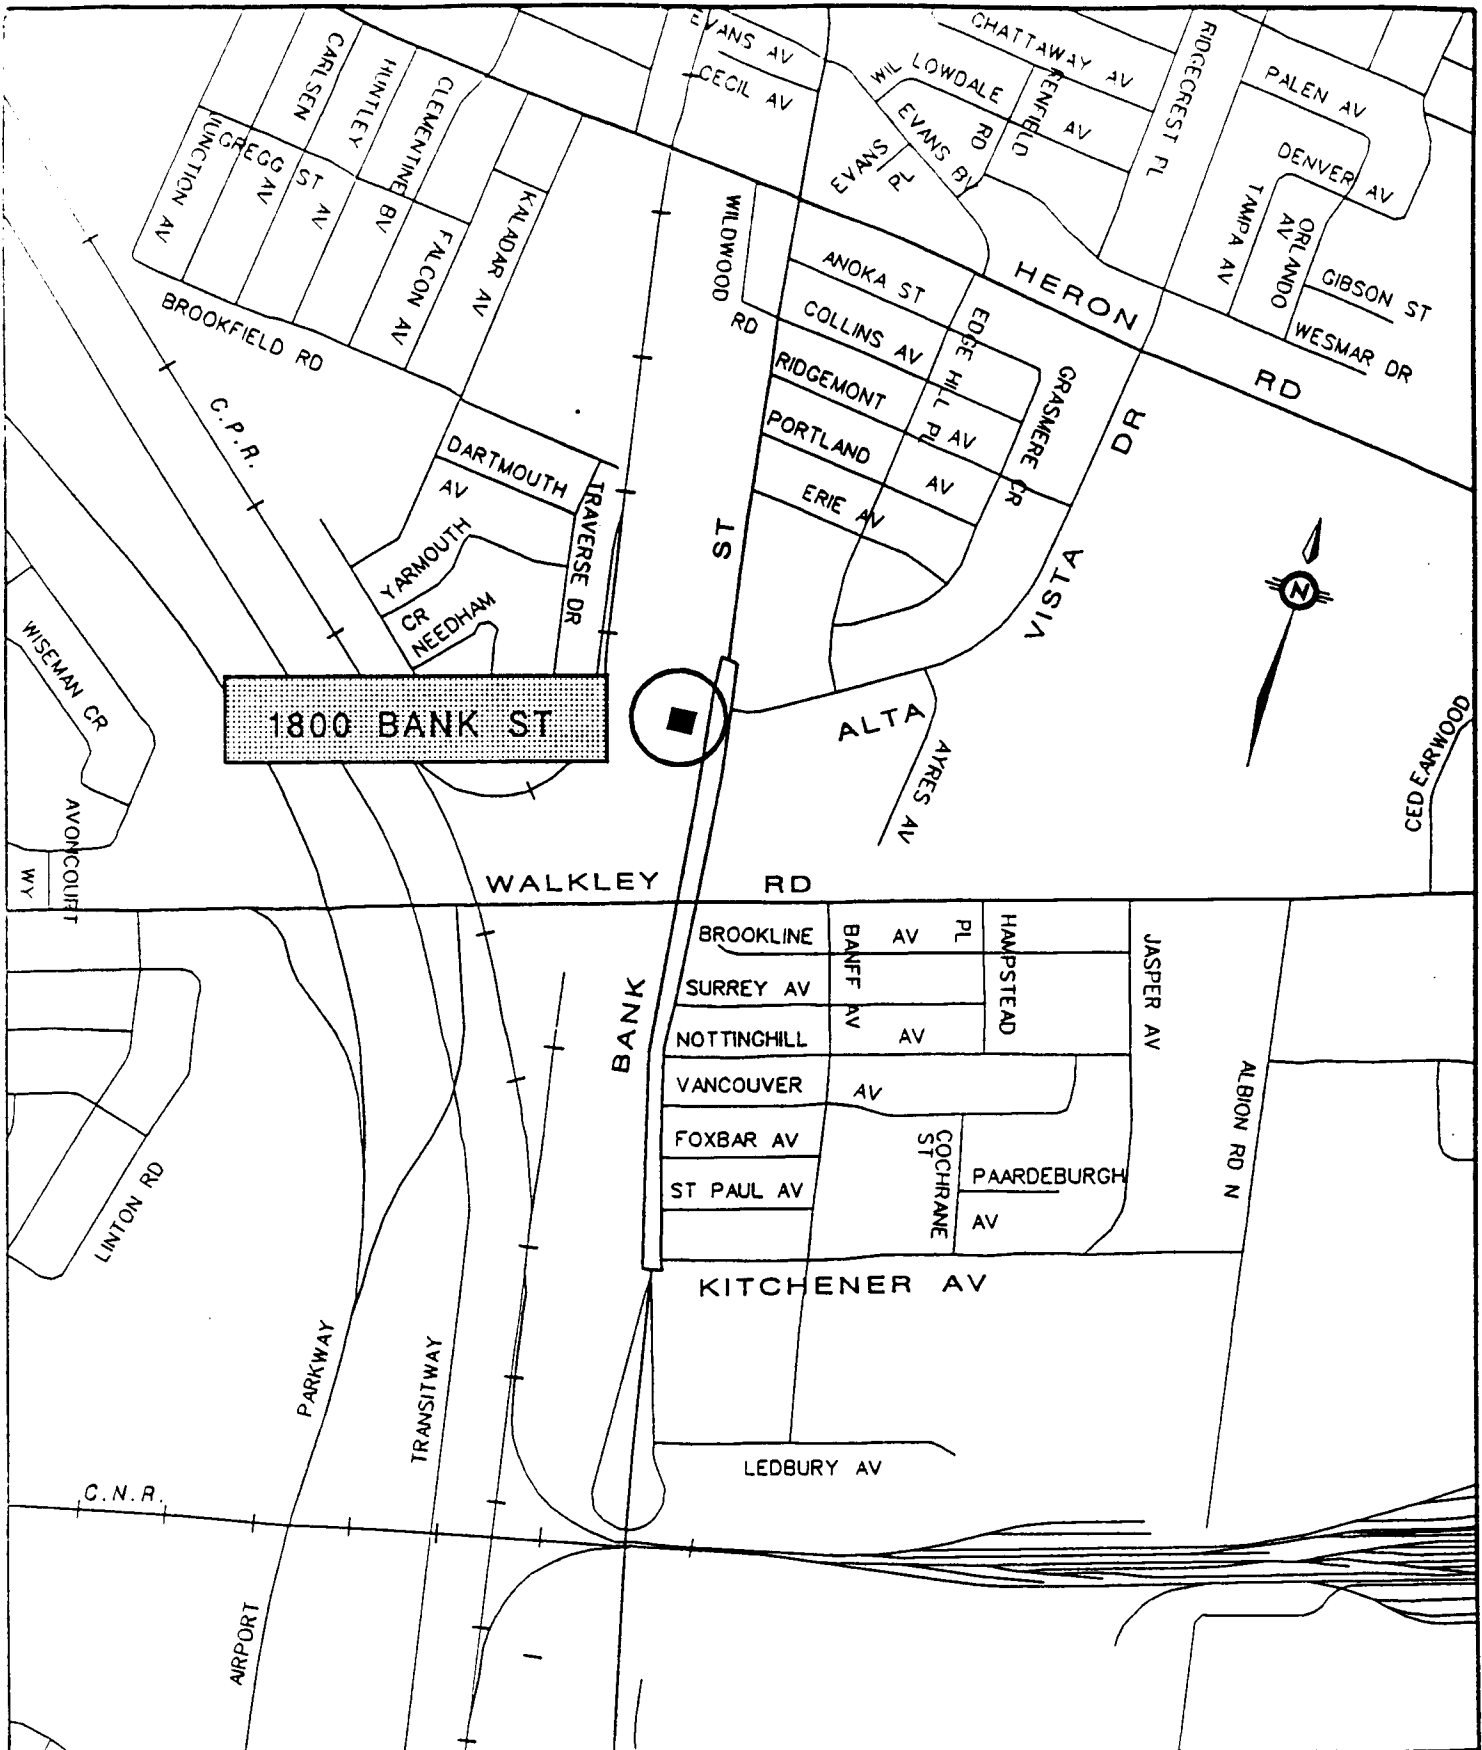 EVANS AV
CECIL AV
CHATTAWAY AV
WIL LOWDALE AV
RENFIELD RD
RIDGECREST PL
PALEN AV
DENVER AV
TAMPA AV
ORLANDO AV
GIBSON ST
WESMAR DR
EVANS BV
EVANS PL
CARLSEN AV
HUNTLEY AV
CLEMENTINE BV
JUNCTION AV
GREGG ST
FALCON AV
KALADAR AV
BROOKFIELD RD
WILDWOOD RD
HERON RD
ANOKA ST
COLLINS AV
EDGE HILL PL
RIDGEMONT AV
PORTLAND AV
ERIE AV
GRASMERE CR
C.P.R.
DARTMOUTH AV
TRAVERSE DR
YARMOUTH CR
NEEDHAM
ALTA VISTA DR
N
WISEMAN CR
1800 BANK ST
AYRES AV
CEDEARWOOD
AVONCOURT WY
WALKLEY RD
BANK ST
BROOKLINE AV
BANFF AV
HAMPSTEAD PL
SURREY AV
NOTTINGHILL AV
JASPER AV
VANCOUVER AV
ALBION RD N
FOXBAR AV
COCHRANE ST
PAARDEBURGH AV
ST PAUL AV
LINTON RD
KITCHENER AV
AIRPORT PARKWAY
TRANSITWAY
LEDBURY AV
C.N.R.